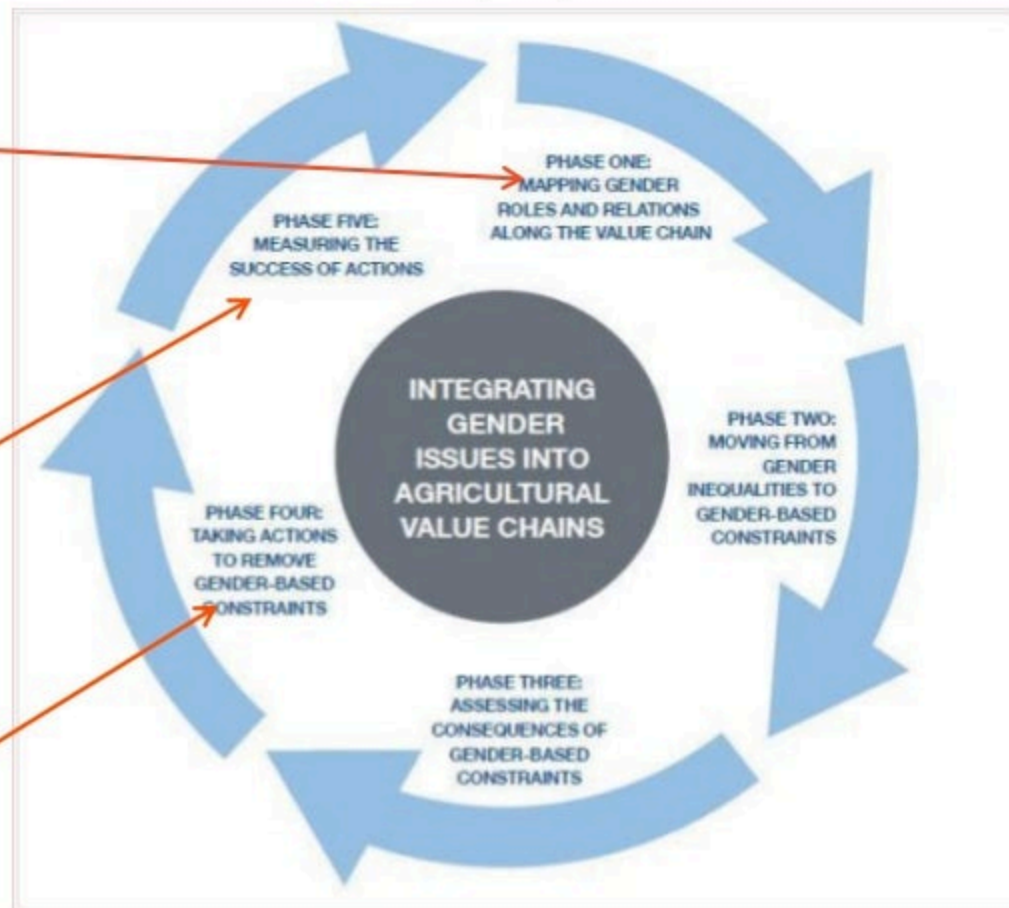 PHASE ONE:
MAPPING GENDER
ROLES AND RELATIONS
ALONG THE VALUE CHAIN
PHASE TWO:
MOVING FROM
GENDER
INEQUALITIES TO
GENDER-BASED
CONSTRAINTS
PHASE THREE:
ASSESSING THE
CONSEQUENCES OF
GENDER-BASED
CONSTRAINTS
PHASE FOUR:
TAKING ACTIONS
TO REMOVE
GENDER-BASED
CONSTRAINTS
PHASE FIVE:
MEASURING THE
SUCCESS OF ACTIONS
INTEGRATING
GENDER
ISSUES INTO
AGRICULTURAL
VALUE CHAINS